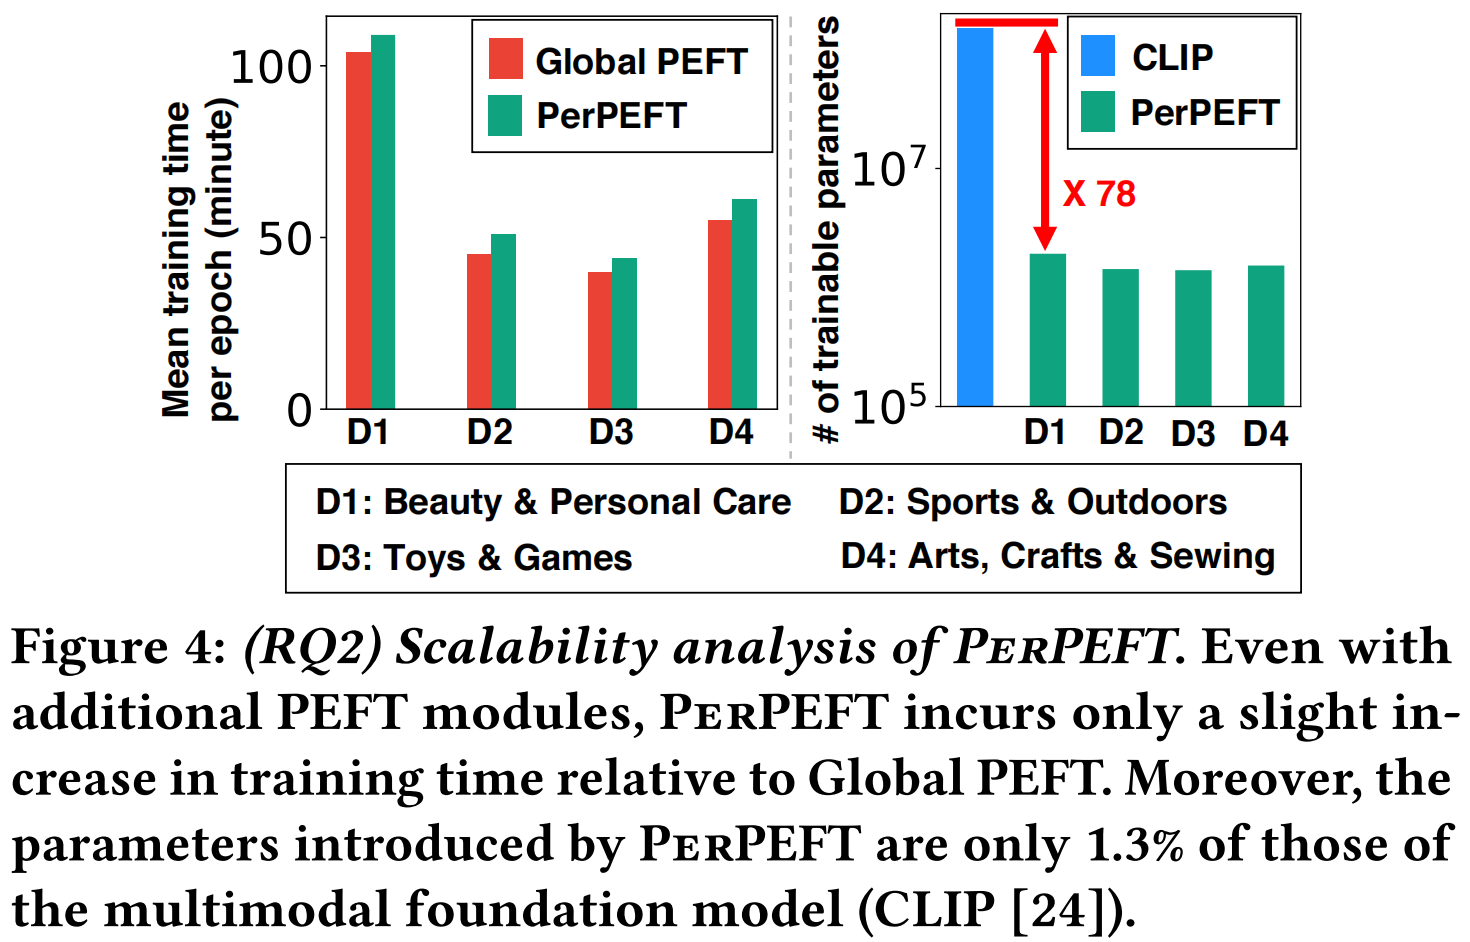 Mean training time
per epoch (minute)
100
50
0
Global PEFT
PerPEFT
D1 D2 D3 D4
# of trainable parameters
10⁷
10⁵
CLIP
PerPEFT
X 78
D1 D2 D3 D4
D1: Beauty & Personal Care D2: Sports & Outdoors
D3: Toys & Games D4: Arts, Crafts & Sewing
Figure 4: (RQ2) Scalability analysis of PerPEFT. Even with
additional PEFT modules, PerPEFT incurs only a slight in-
crease in training time relative to Global PEFT. Moreover, the
parameters introduced by PerPEFT are only 1.3% of those of
the multimodal foundation model (CLIP [24]).